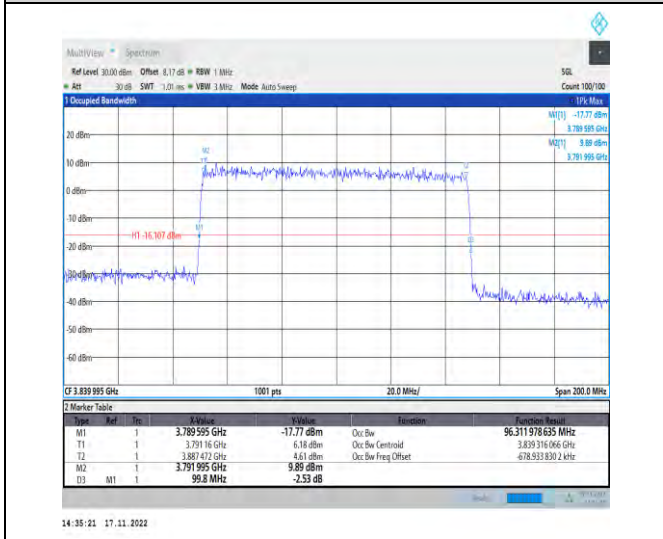 MultiView Spectrum
Ref Level 30.00 dBm Offset 8.17 dB RBW 1 MHz SGL
Att 30 dB SWT 1.01 ms VBW 3 MHz Mode Auto Sweep Count 100/100
1 Occupied Bandwidth 1Pk Max
M1[1] -17.77 dBm
3.789 595 GHz
M2[1] 9.89 dBm
3.791 995 GHz
20 dBm
M2
10 dBm
0 dBm
-10 dBm
M1
H1 -16.107 dBm
D3
-20 dBm
-30 dBm
-40 dBm
-50 dBm
-60 dBm
CF 3.839 995 GHz 1001 pts 20.0 MHz/ Span 200.0 MHz
2 Marker Table
Type Ref Trc X-Value Y-Value Function Function Result
M1 1 3.789 595 GHz -17.77 dBm Occ Bw 96.311 978 635 MHz
T1 1 3.791 16 GHz 6.18 dBm Occ Bw Centroid 3.839 316 066 GHz
T2 1 3.887 472 GHz 4.61 dBm Occ Bw Freq Offset -678.933 830 2 kHz
M2 1 3.791 995 GHz 9.89 dBm
D3 M1 1 99.8 MHz -2.53 dB
14:35:21 17.11.2022